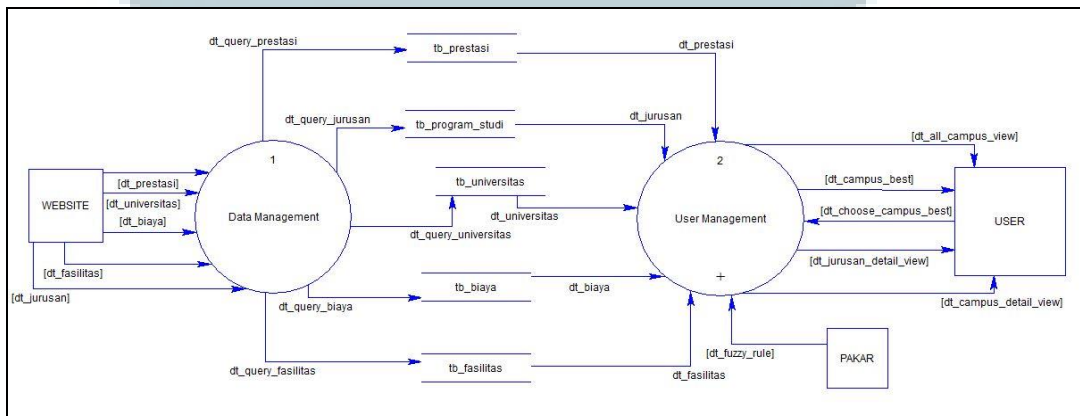 dt_query_prestasi
tb_prestasi
dt_prestasi
dt_query_jurusan
tb_program_studi
dt_jurusan
[dt_all_campus_view]
1
2
WEBSITE
[dt_prestasi]
[dt_universitas]
[dt_biaya]
[dt_fasilitas]
[dt_jurusan]
Data Management
tb_universitas
dt_universitas
dt_query_universitas
User Management
+
[dt_campus_best]
[dt_choose_campus_best]
[dt_jurusan_detail_view]
[dt_campus_detail_view]
USER
dt_query_biaya
tb_biaya
dt_biaya
dt_query_fasilitas
tb_fasilitas
dt_fasilitas
[dt_fuzzy_rule]
PAKAR